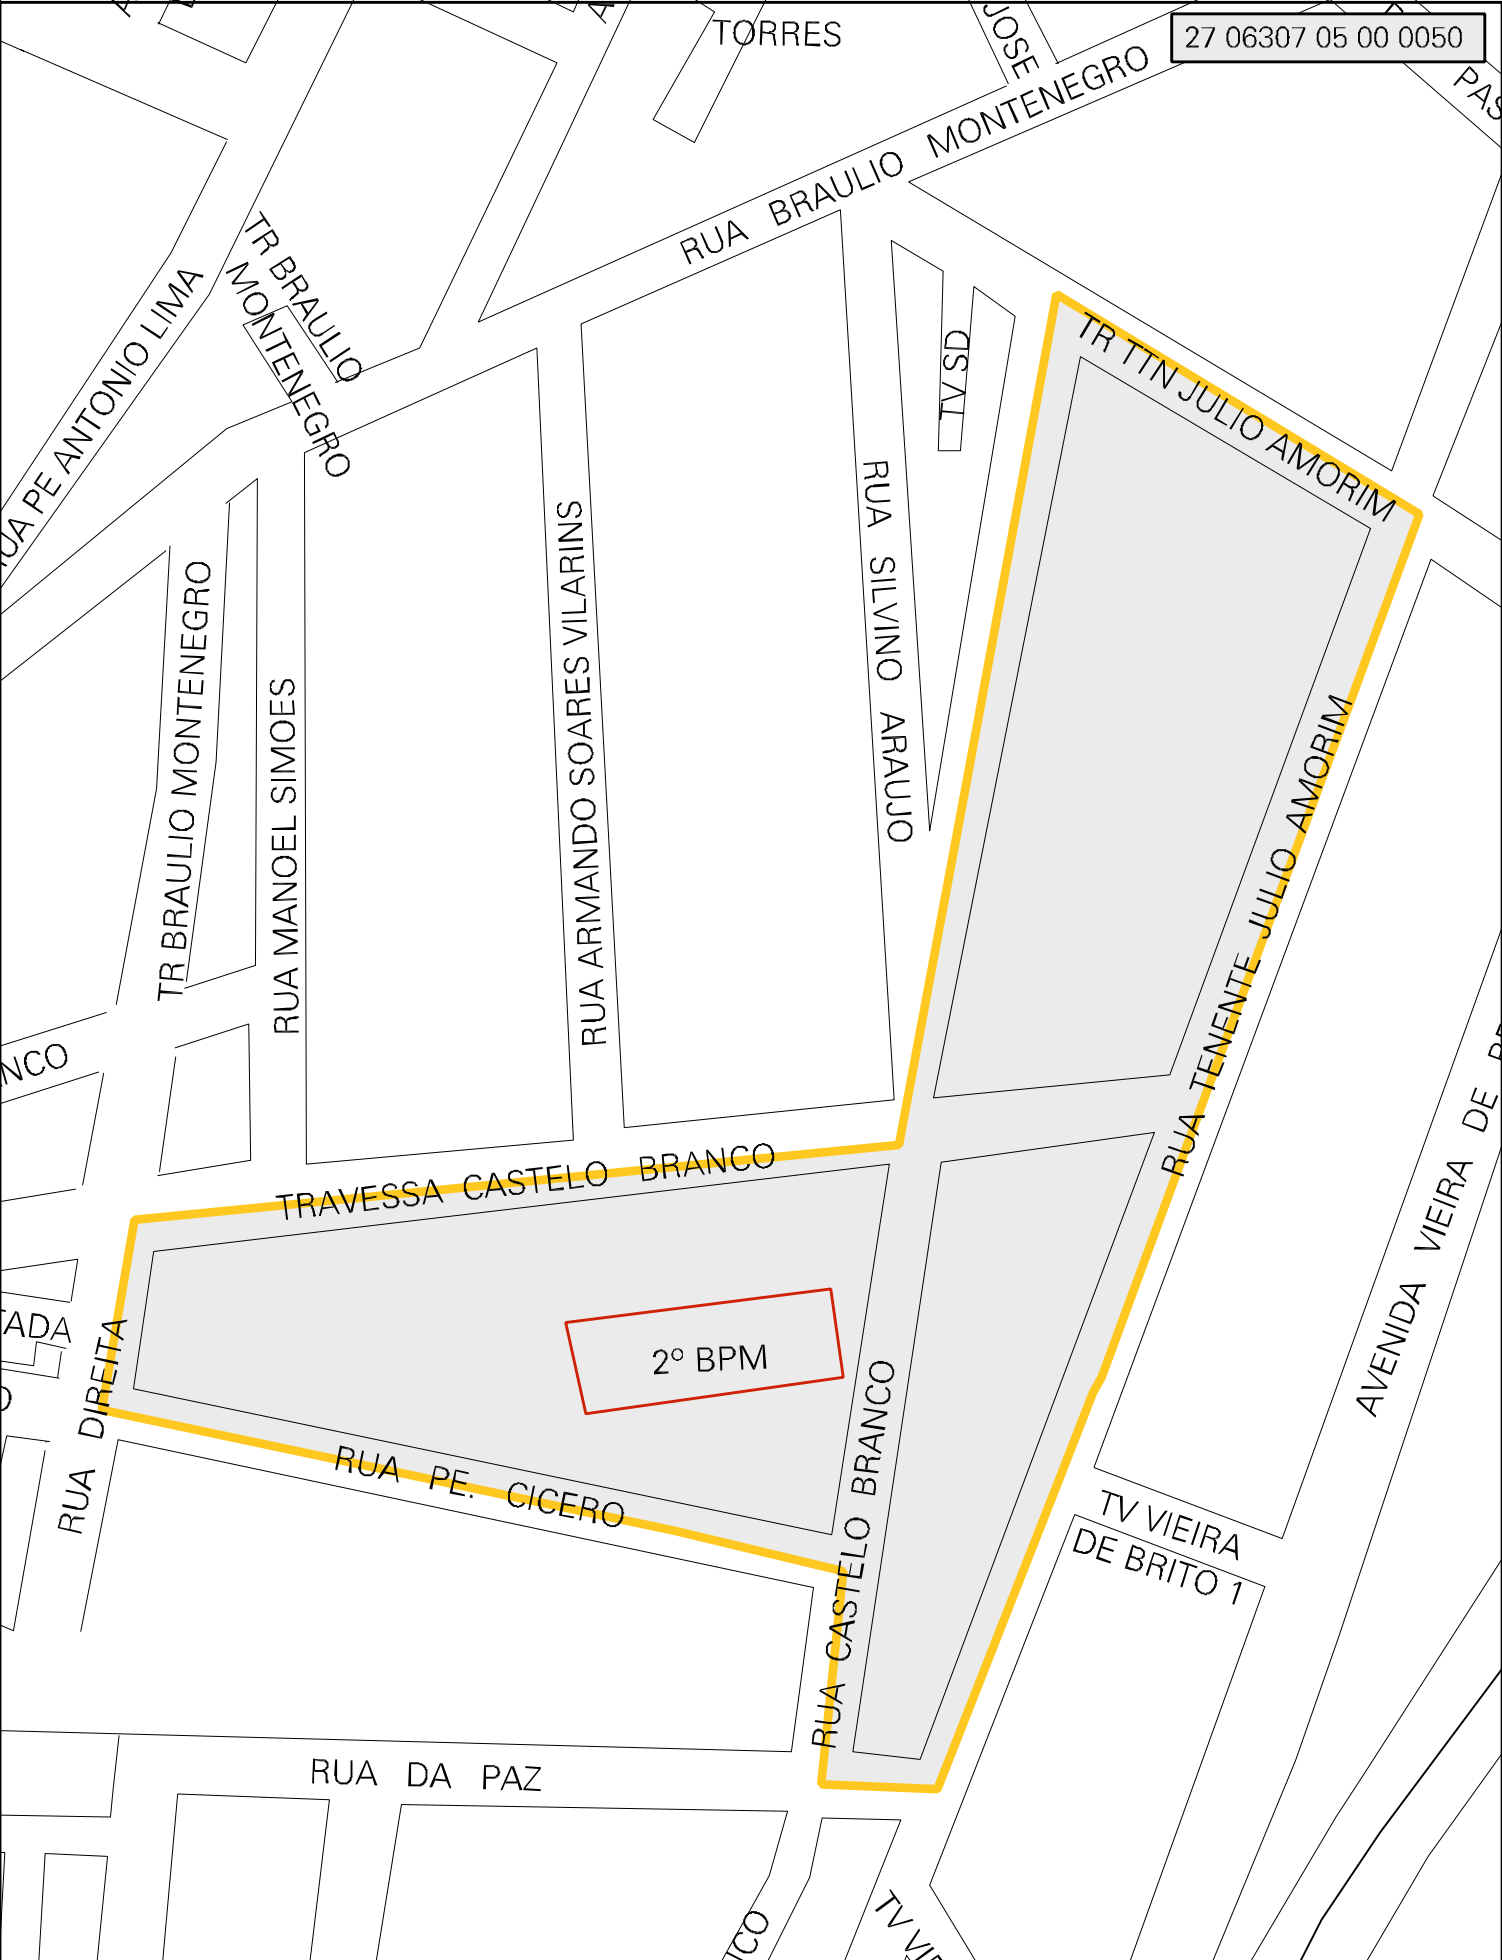 TORRES
JOSE
27 06307 05 00 0050
RUA BRAULIO MONTENEGRO
TR BRAULIO
MONTENEGRO
UA PE ANTONIO LIMA
TV SD
TR TTN JULIO AMORIM
RUA SILVINO ARAUJO
RUA ARMANDO SOARES VILARINS
TR BRAULIO MONTENEGRO
RUA MANOEL SIMOES
RUA TENENTE JULIO AMORIM
NCO
AVENIDA VIEIRA DE
TRAVESSA CASTELO BRANCO
TADA
2º BPM
RUA DIREITA
RUA PE. CICERO
RUA CASTELO BRANCO
TV VIEIRA
DE BRITO 1
RUA DA PAZ